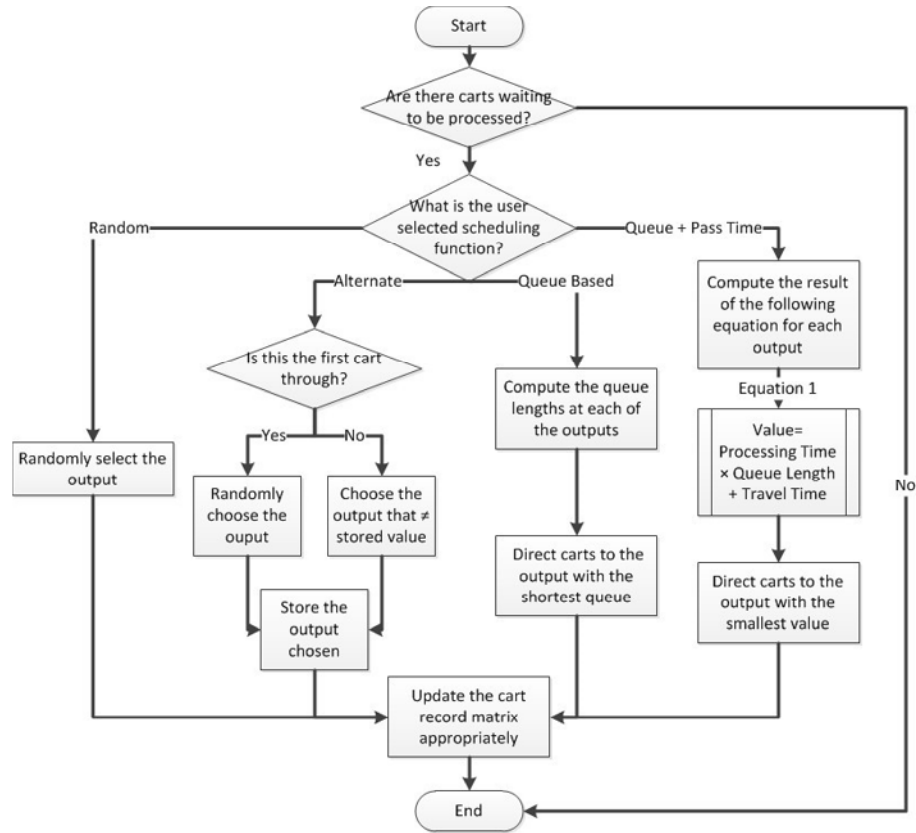 Start
Are there carts waiting
to be processed?
Yes
What is the user
selected scheduling
function?
Random
Queue + Pass Time
Alternate
Queue Based
Compute the result
of the following
equation for each
output
Is this the first cart
through?
Compute the queue
lengths at each of
the outputs
Equation 1
Value=
Processing Time
× Queue Length
+ Travel Time
Yes
No
Randomly select the
output
Randomly
choose the
ouput
Choose the
output that ≠
stored value
No
Direct carts to the
output with the
shortest queue
Direct carts to the
output with the
smallest value
Store the
output
chosen
Update the cart
record matrix
appropriately
End